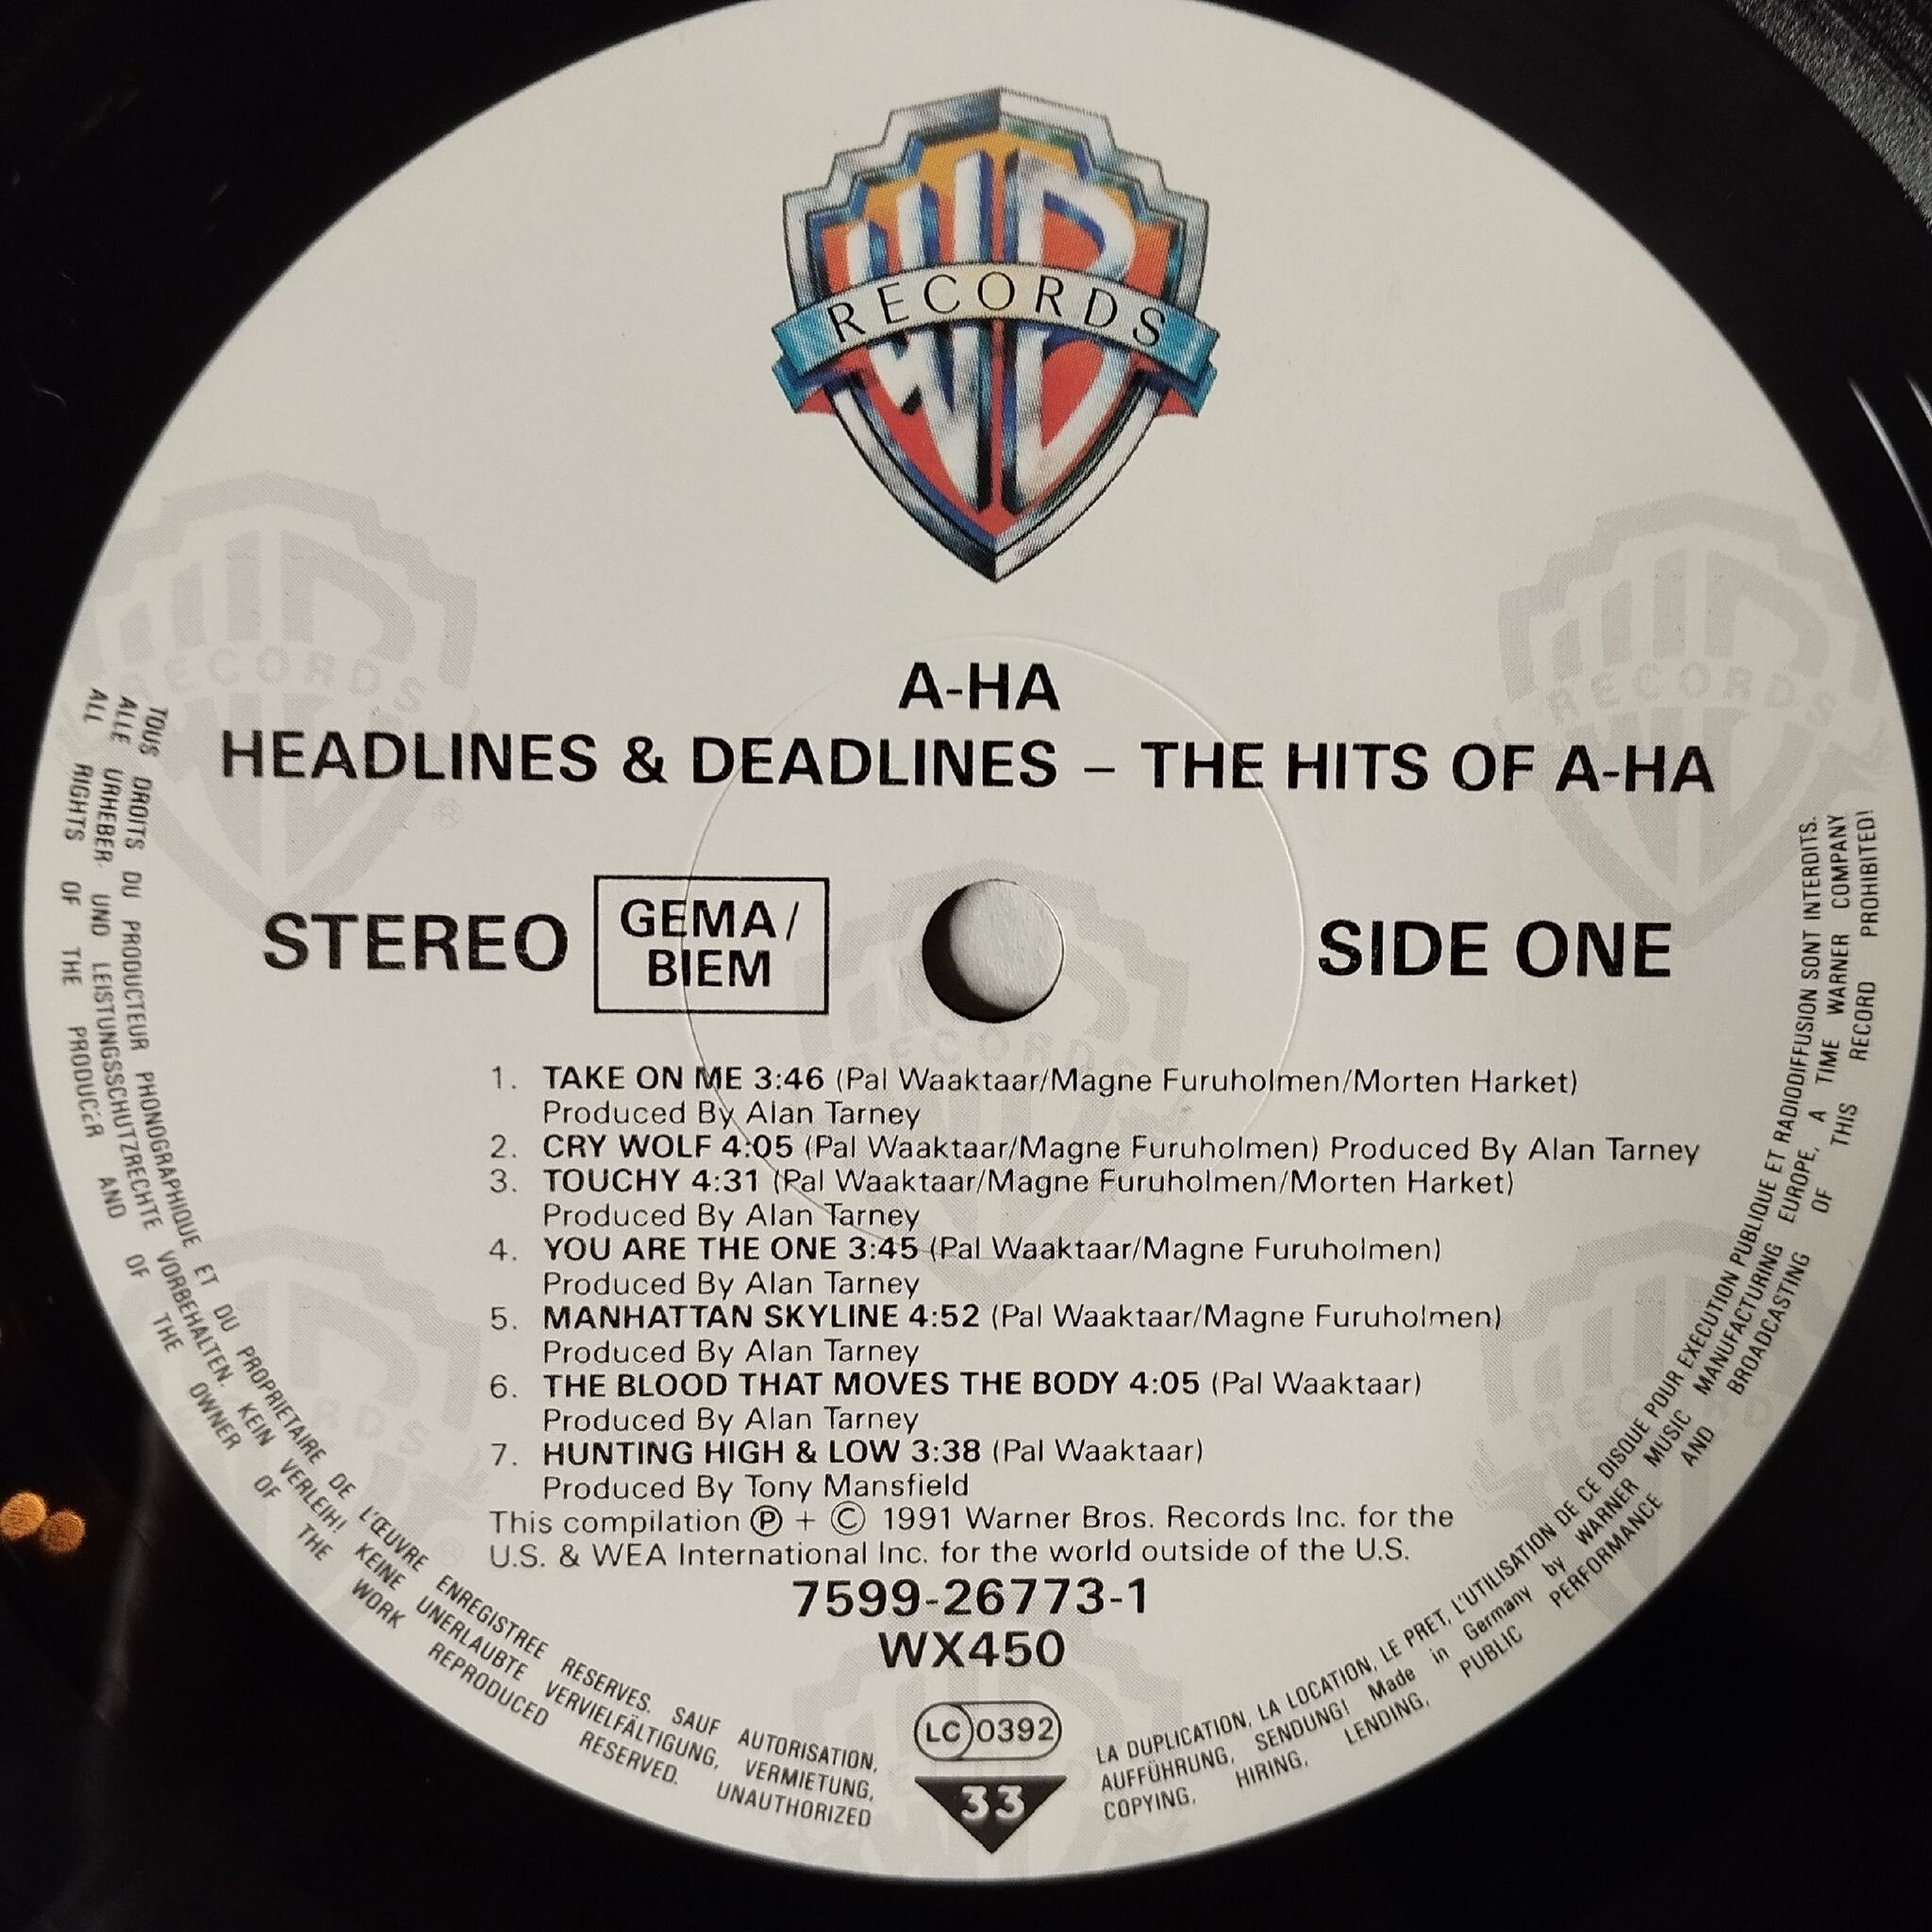 WB
RECORDS
A-HA
HEADLINES & DEADLINES – THE HITS OF A-HA
STEREO
GEMA/
BIEM
SIDE ONE
1. TAKE ON ME 3:46 (Pal Waaktaar/Magne Furuholmen/Morten Harket)
Produced By Alan Tarney
2. CRY WOLF 4:05 (Pal Waaktaar/Magne Furuholmen) Produced By Alan Tarney
3. TOUCHY 4:31 (Pal Waaktaar/Magne Furuholmen/Morten Harket)
Produced By Alan Tarney
4. YOU ARE THE ONE 3:45 (Pal Waaktaar/Magne Furuholmen)
Produced By Alan Tarney
5. MANHATTAN SKYLINE 4:52 (Pal Waaktaar/Magne Furuholmen)
Produced By Alan Tarney
6. THE BLOOD THAT MOVES THE BODY 4:05 (Pal Waaktaar)
Produced By Alan Tarney
7. HUNTING HIGH & LOW 3:38 (Pal Waaktaar)
Produced By Tony Mansfield
This compilation Ⓟ + © 1991 Warner Bros. Records Inc. for the
U.S. & WEA International Inc. for the world outside of the U.S.
7599-26773-1
WX450
LC 0392
33
TOUS DROITS DU PRODUCTEUR PHONOGRAPHIQUE ET DU PROPRIETAIRE DE L'ŒUVRE ENREGISTREE RESERVES. SAUF AUTORISATION, LA DUPLICATION, LA LOCATION, LE PRET, L'UTILISATION DE CE DISQUE POUR EXECUTION PUBLIQUE ET RADIODIFFUSION SONT INTERDITS.
ALLE URHEBER- UND LEISTUNGSSCHUTZRECHTE VORBEHALTEN. KEIN VERLEIH! KEINE UNERLAUBTE VERVIELFÄLTIGUNG, VERMIETUNG, AUFFÜHRUNG, SENDUNG! Made in Germany by WARNER MUSIC MANUFACTURING EUROPE, A TIME WARNER COMPANY
ALL RIGHTS OF THE PRODUCER AND OF THE OWNER OF THE WORK REPRODUCED RESERVED. UNAUTHORIZED COPYING, HIRING, LENDING, PUBLIC PERFORMANCE AND BROADCASTING OF THIS RECORD PROHIBITED!